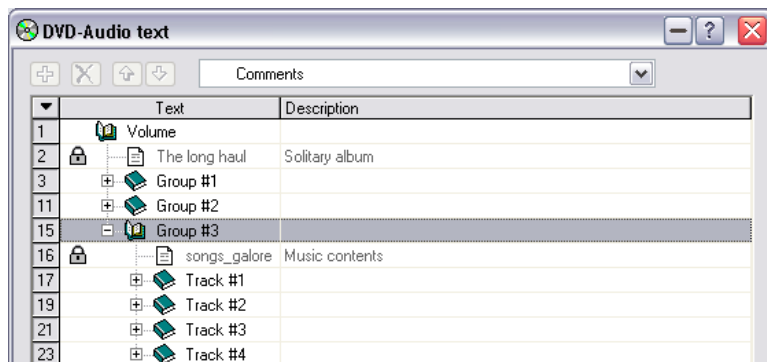 DVD-Audio text
?
Comments
Text Description
1 Volume
2 The long haul Solitary album
3 Group #1
11 Group #2
15 Group #3
16 songs_galore Music contents
17 Track #1
19 Track #2
21 Track #3
23 Track #4